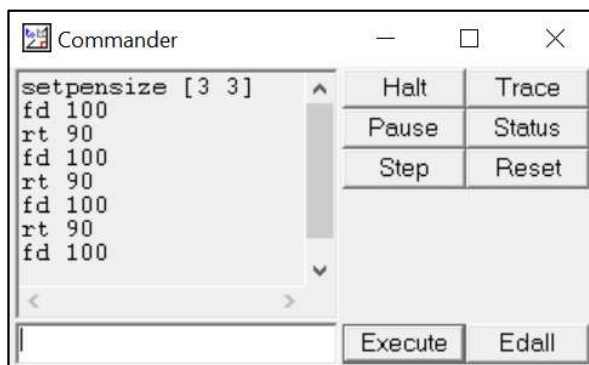 Commander
setpensize [3 3]
fd 100
rt 90
fd 100
rt 90
fd 100
rt 90
fd 100
Halt
Trace
Pause
Status
Step
Reset
Execute
Edall